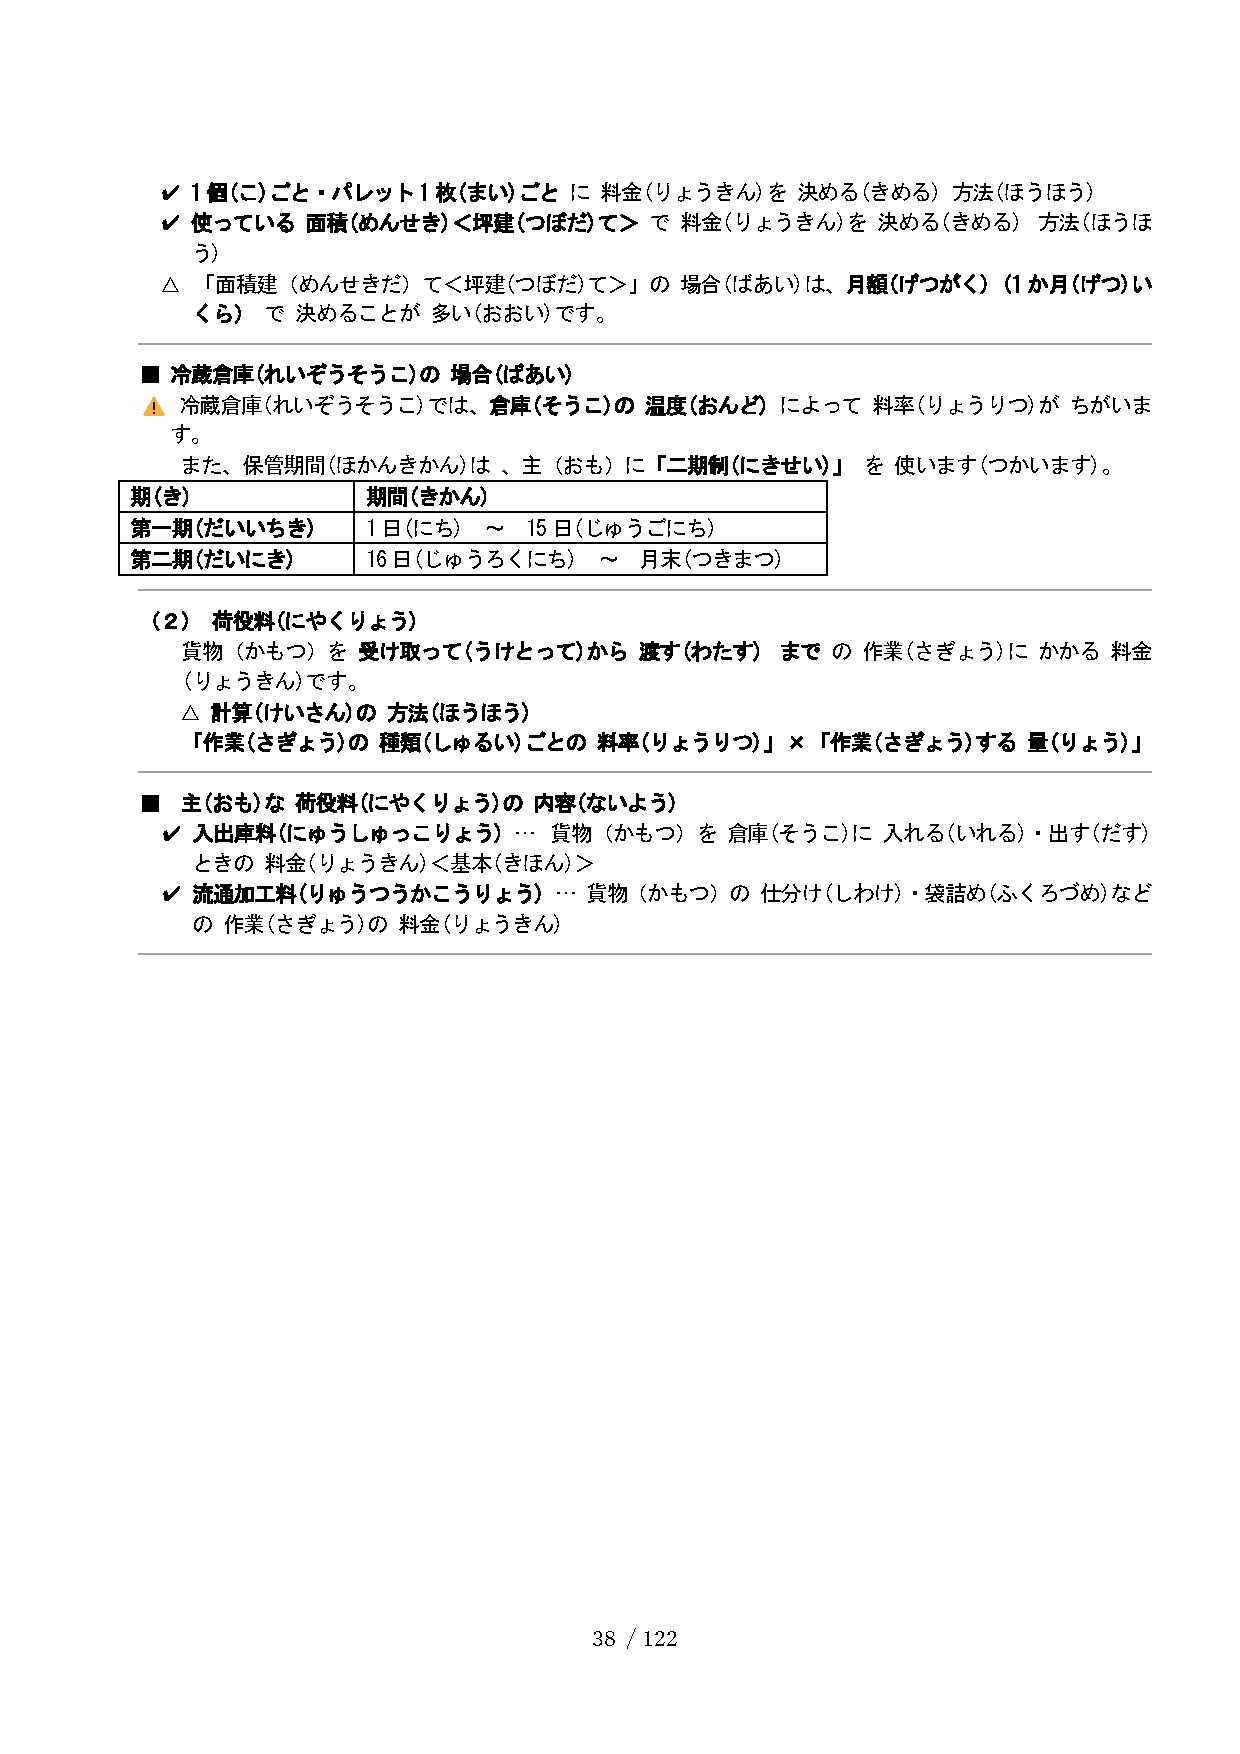 ✔ 1個(こ)ごと・パレット1枚(まい)ごと に 料金(りょうきん)を 決める(きめる) 方法(ほうほう)
✔ 使っている 面積(めんせき)＜坪建(つぼだ)て＞ で 料金(りょうきん)を 決める(きめる) 方法(ほうほ
う)
△ 「面積建（めんせきだ）て＜坪建(つぼだ)て＞」の 場合(ばあい)は、月額(げつがく)（1か月(げつ)い
くら） で 決めることが 多い(おおい)です。
■ 冷蔵倉庫(れいぞうそうこ)の 場合(ばあい)
⚠ 冷蔵倉庫(れいぞうそうこ)では、倉庫(そうこ)の 温度(おんど) によって 料率(りょうりつ)が ちがいま
す。
また、保管期間(ほかんきかん)は 、主（おも）に「二期制(にきせい)」 を 使います(つかいます)。
期(き) 期間(きかん)
第一期(だいいちき) 1日(にち) ～ 15日(じゅうごにち)
第二期(だいにき) 16日(じゅうろくにち) ～ 月末(つきまつ)
（２） 荷役料(にやくりょう)
貨物（かもつ）を 受け取って(うけとって)から 渡す(わたす) まで の 作業(さぎょう)に かかる 料金
(りょうきん)です。
△ 計算(けいさん)の 方法(ほうほう)
「作業(さぎょう)の 種類(しゅるい)ごとの 料率(りょうりつ)」×「作業(さぎょう)する 量(りょう)」
■ 主(おも)な 荷役料(にやくりょう)の 内容(ないよう)
✔ 入出庫料(にゅうしゅっこりょう) … 貨物（かもつ）を 倉庫(そうこ)に 入れる(いれる)・出す(だす)
ときの 料金(りょうきん)＜基本(きほん)＞
✔ 流通加工料(りゅうつうかこうりょう) … 貨物（かもつ）の 仕分け(しわけ)・袋詰め(ふくろづめ)など
の 作業(さぎょう)の 料金(りょうきん)
38 / 122